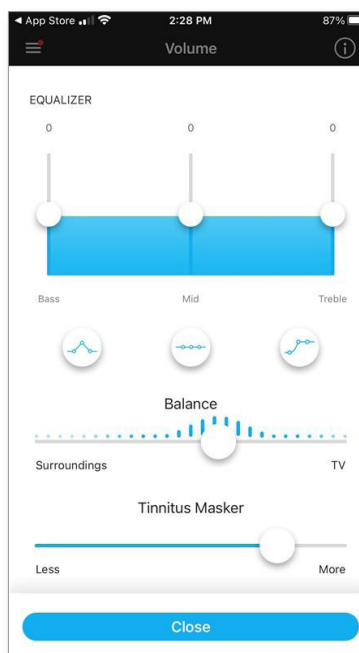 App Store 2:28 PM 87%
Volume
EQUALIZER
0 0 0
Bass Mid Treble
Balance
Surroundings TV
Tinnitus Masker
Less More
Close